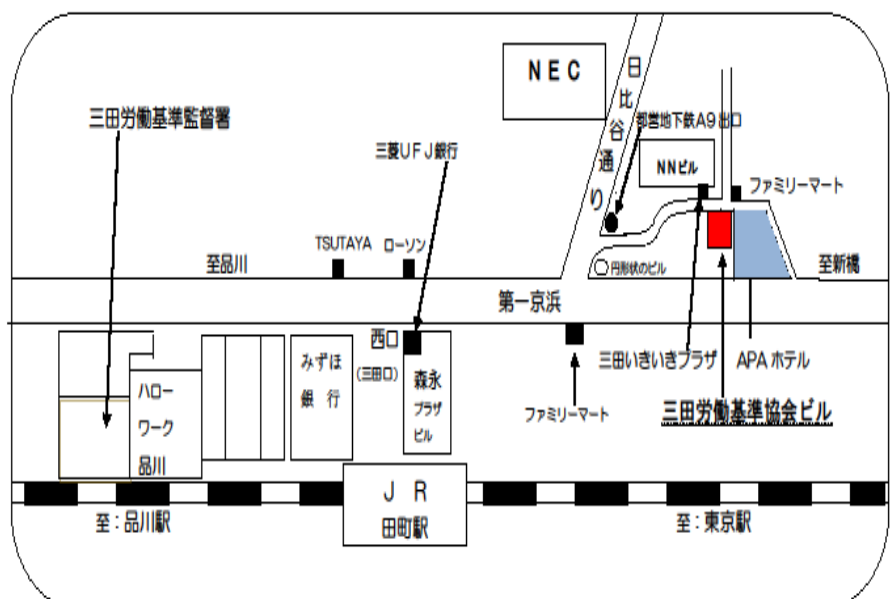 NEC
日比谷通り
三田労働基準監督署
都営地下鉄A9出口
三菱UFJ銀行
NNビル
ファミリーマート
TSUTAYA
ローソン
至品川
円形状のビル
至新橋
第一京浜
西口
(三田口)
みずほ
銀行
森永
プラザ
ビル
三田いきいきプラザ
APAホテル
ハロー
ワーク
品川
ファミリーマート
三田労働基準協会ビル
JR
田町駅
至:品川駅
至:東京駅